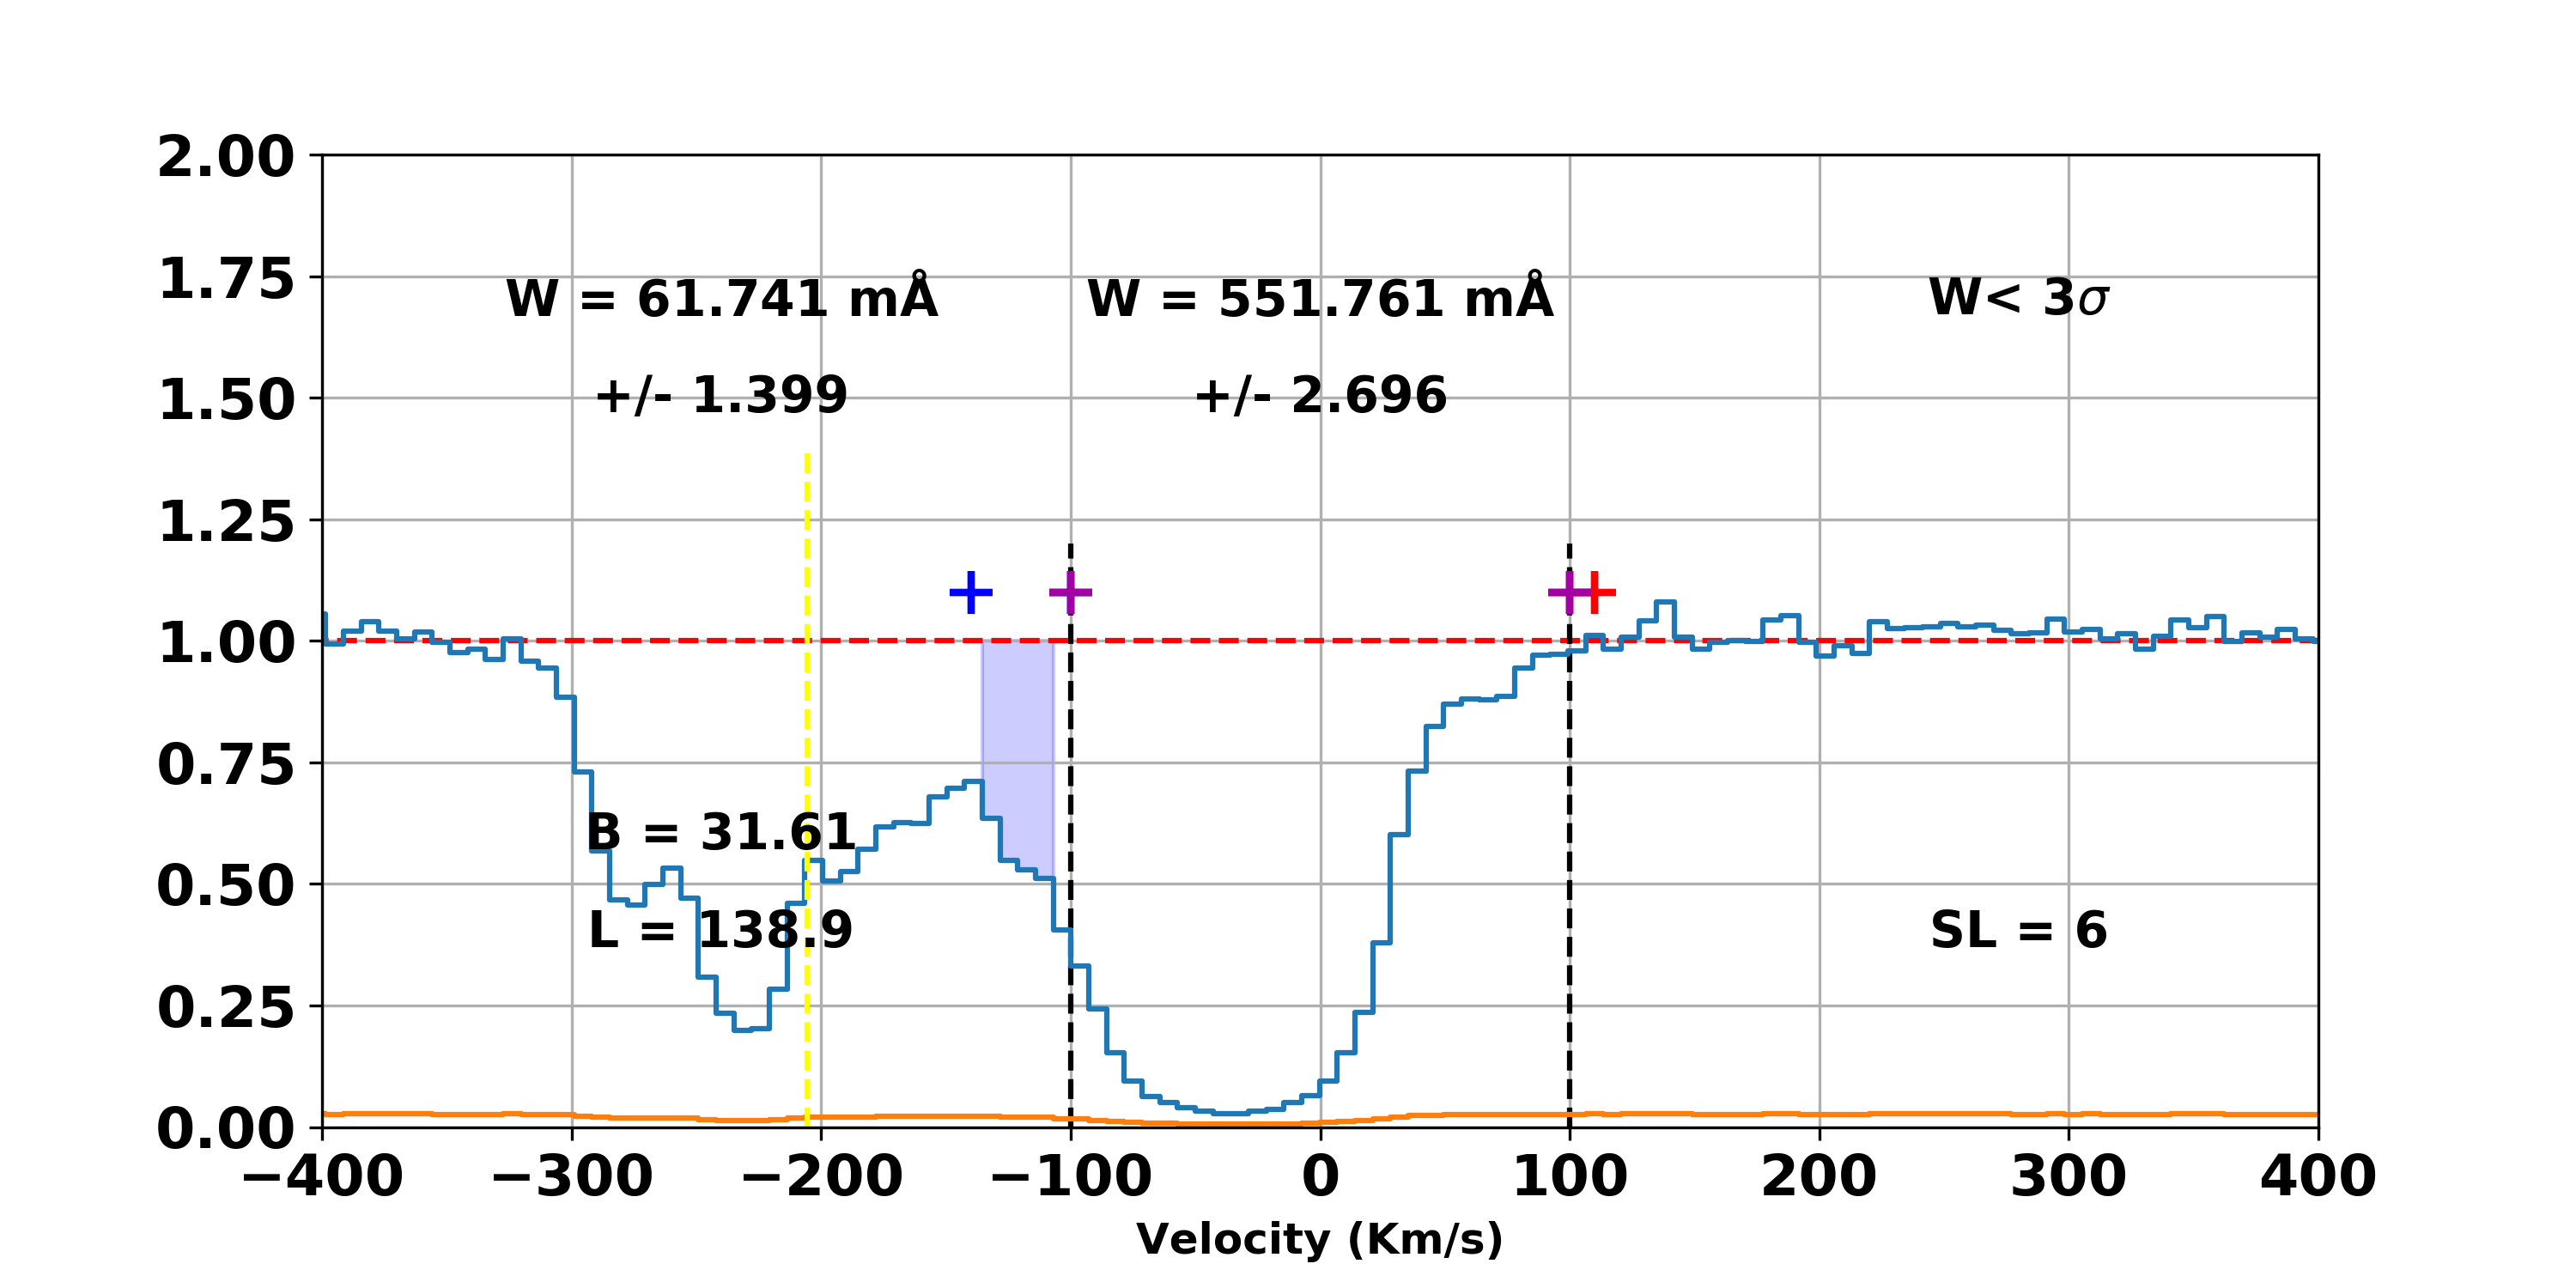 2.00
1.75
W = 61.741 mÅ W = 551.761 mÅ W< 3σ
1.50
+/- 1.399 +/- 2.696
1.25
1.00
0.75
B = 31.61
0.50
L = 138.9 SL = 6
0.25
0.00
−400 −300 −200 −100 0 100 200 300 400
Velocity (Km/s)